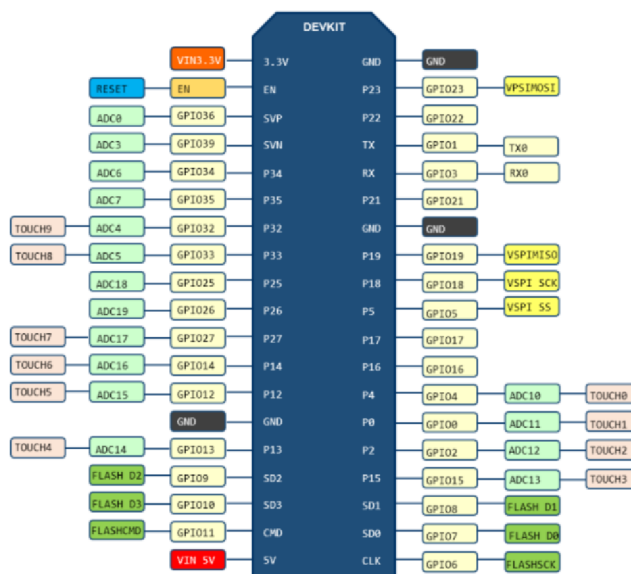 DEVKIT
VIN3.3V 3.3V GND GND
RESET EN EN P23 GPIO23 VPSIMOSI
ADC0 GPIO36 SVP P22 GPIO22
ADC3 GPIO39 SVN TX GPIO1 TX0
ADC6 GPIO34 P34 RX GPIO3 RX0
ADC7 GPIO35 P35 P21 GPIO21
TOUCH9 ADC4 GPIO32 P32 GND GND
TOUCH8 ADC5 GPIO33 P33 P19 GPIO19 VSPIMISO
ADC18 GPIO25 P25 P18 GPIO18 VSPI SCK
ADC19 GPIO26 P26 P5 GPIO5 VSPI SS
TOUCH7 ADC17 GPIO27 P27 P17 GPIO17
TOUCH6 ADC16 GPIO14 P14 P16 GPIO16
TOUCH5 ADC15 GPIO12 P12 P4 GPIO4 ADC10 TOUCH0
GND GND P0 GPIO0 ADC11 TOUCH1
TOUCH4 ADC14 GPIO13 P13 P2 GPIO2 ADC12 TOUCH2
FLASH D2 GPIO9 SD2 P15 GPIO15 ADC13 TOUCH3
FLASH D3 GPIO10 SD3 SD1 GPIO8 FLASH D1
FLASHCMD GPIO11 CMD SD0 GPIO7 FLASH D0
VIN 5V 5V CLK GPIO6 FLASHSCK